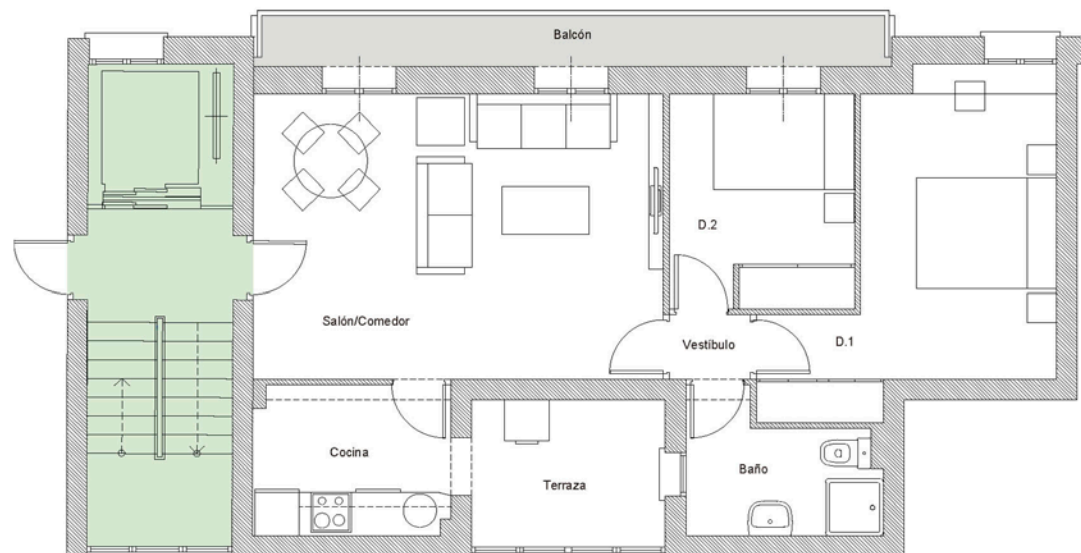 Balcón
D.2
Salón/Comedor
Vestíbulo
D.1
Cocina
Baño
Terraza